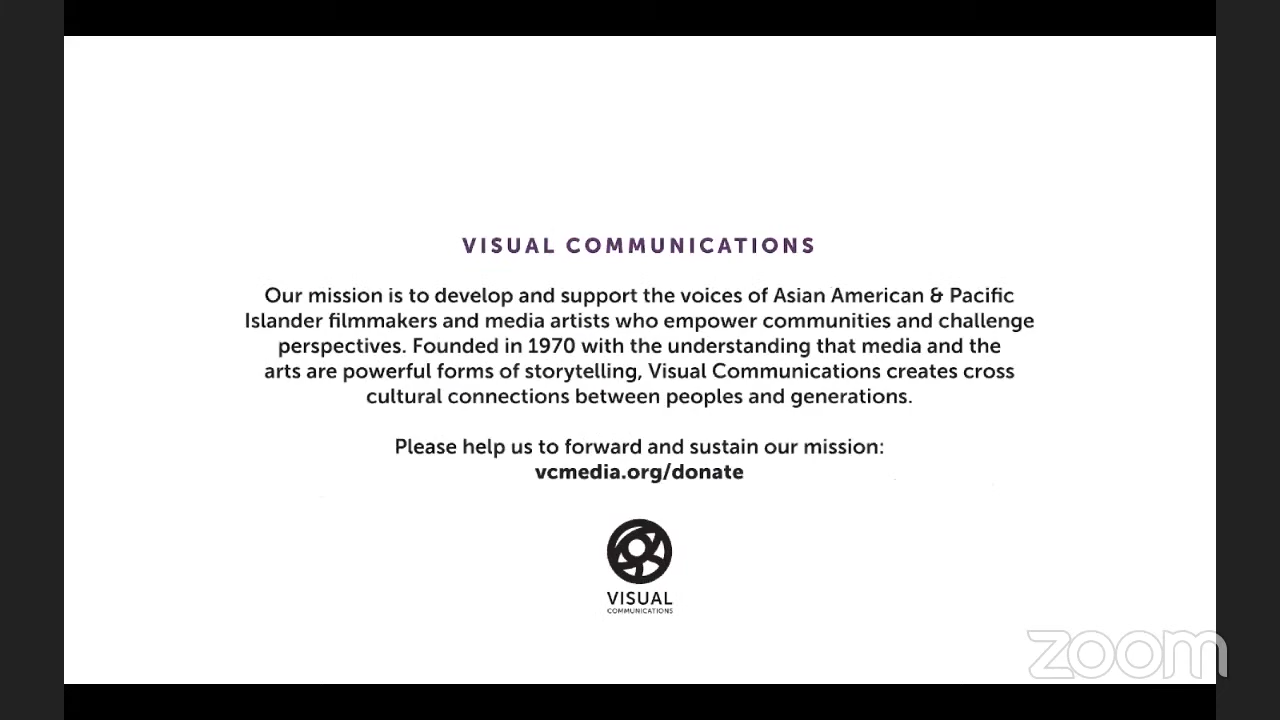 VISUAL COMMUNICATIONS
Our mission is to develop and support the voices of Asian American & Pacific
Islander filmmakers and media artists who empower communities and challenge
perspectives. Founded in 1970 with the understanding that media and the
arts are powerful forms of storytelling, Visual Communications creates cross
cultural connections between peoples and generations.
Please help us to forward and sustain our mission:
vcmedia.org/donate
VISUAL
COMMUNICATIONS
zoom